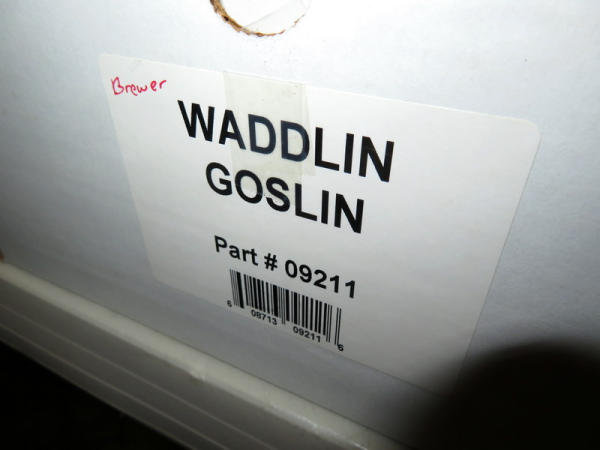 Brewer
WADDLIN
GOSLIN
Part # 09211
6 08713 09211 6